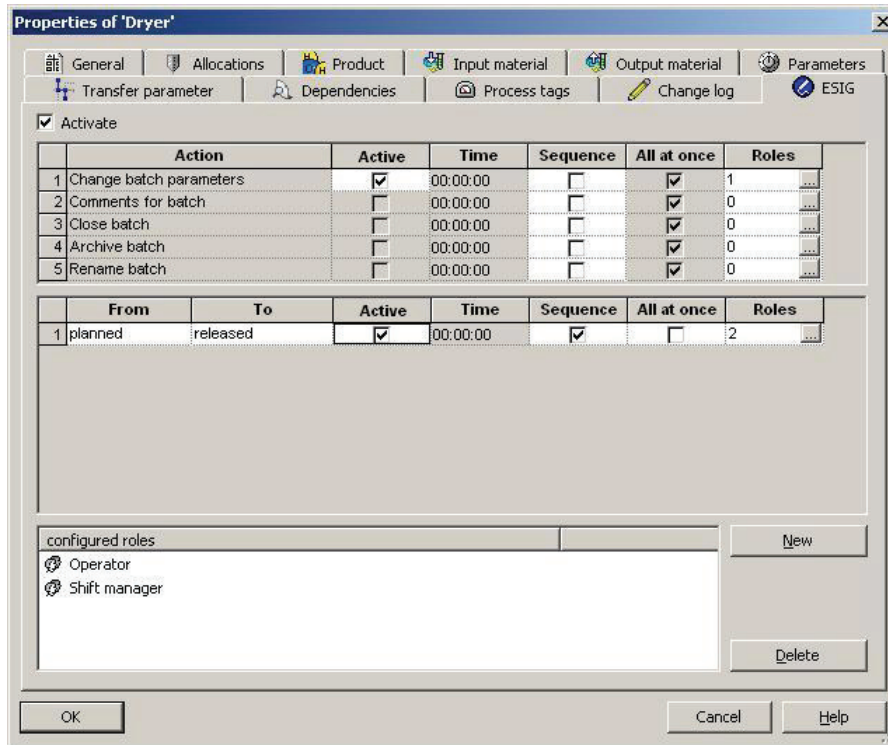 Properties of 'Dryer'
General Allocations Product Input material Output material Parameters
Transfer parameter Dependencies Process tags Change log ESIG
Activate
Action Active Time Sequence All at once Roles
1 Change batch parameters 00:00:00 1 ...
2 Comments for batch 00:00:00 0 ...
3 Close batch 00:00:00 0 ...
4 Archive batch 00:00:00 0 ...
5 Rename batch 00:00:00 0 ...
From To Active Time Sequence All at once Roles
1 planned released 00:00:00 2 ...
configured roles
New
Operator
Shift manager
Delete
OK Cancel Help